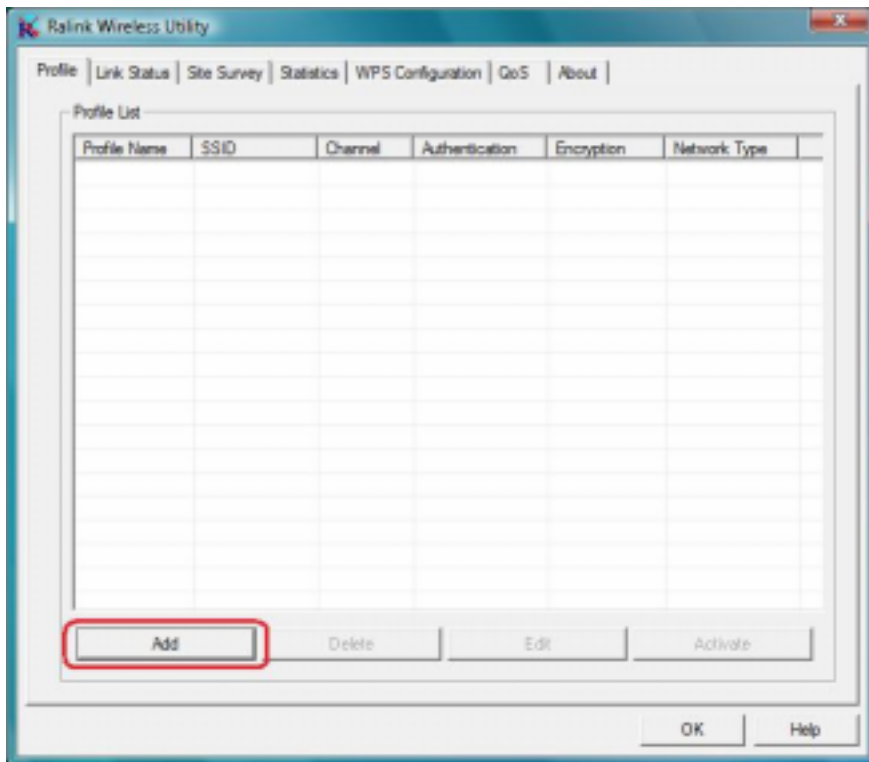 Ralink Wireless Utility
Profile Link Status Site Survey Statistics WPS Configuration QoS About
Profile List
Profile Name SSID Channel Authentication Encryption Network Type
Add Delete Edit Activate
OK Help